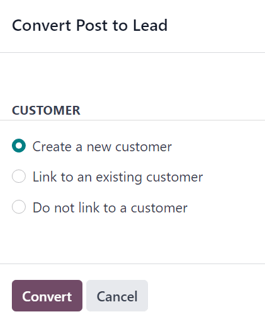 Convert Post to Lead
CUSTOMER
Create a new customer
Link to an existing customer
Do not link to a customer
Convert Cancel